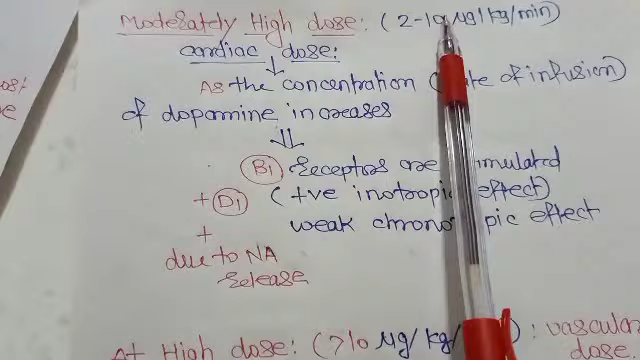 Moderately High dose: (2-10 µg/kg/min)
cardiac dose:
↓
As the concentration (rate of infusion)
of dopamine increases
⇓
B1 receptors are stimulated
+ D1 (+ve inotropic effect)
+ weak chronotropic effect
due to NA
release
At High dose: (>10 µg/kg/ ) : vascular
dose